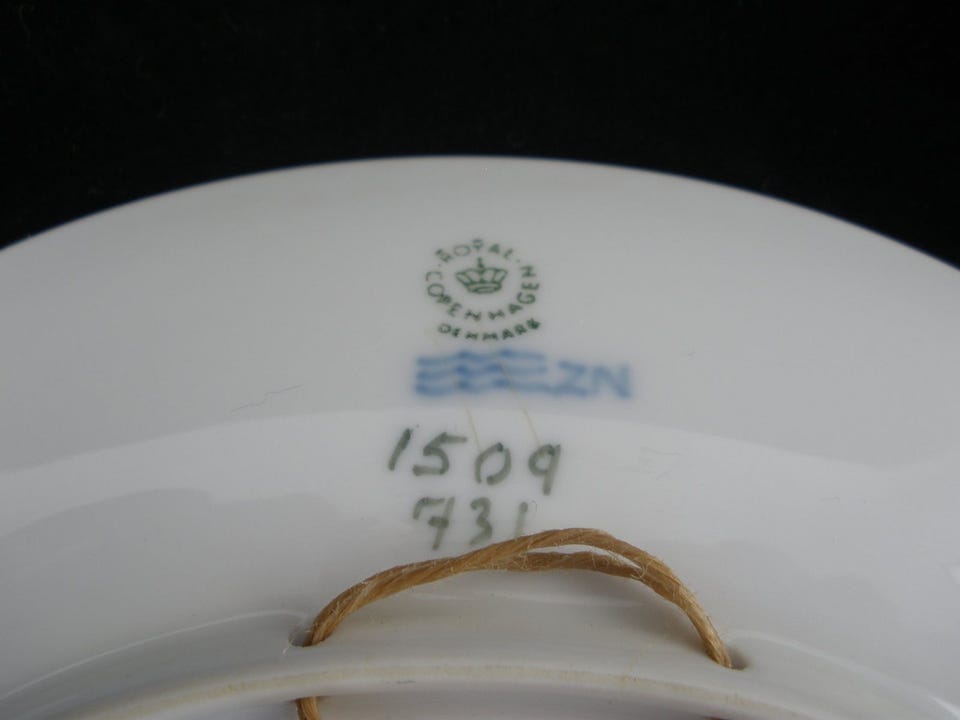 ROYAL
COPENHAGEN
DENMARK
ZN
1509
731